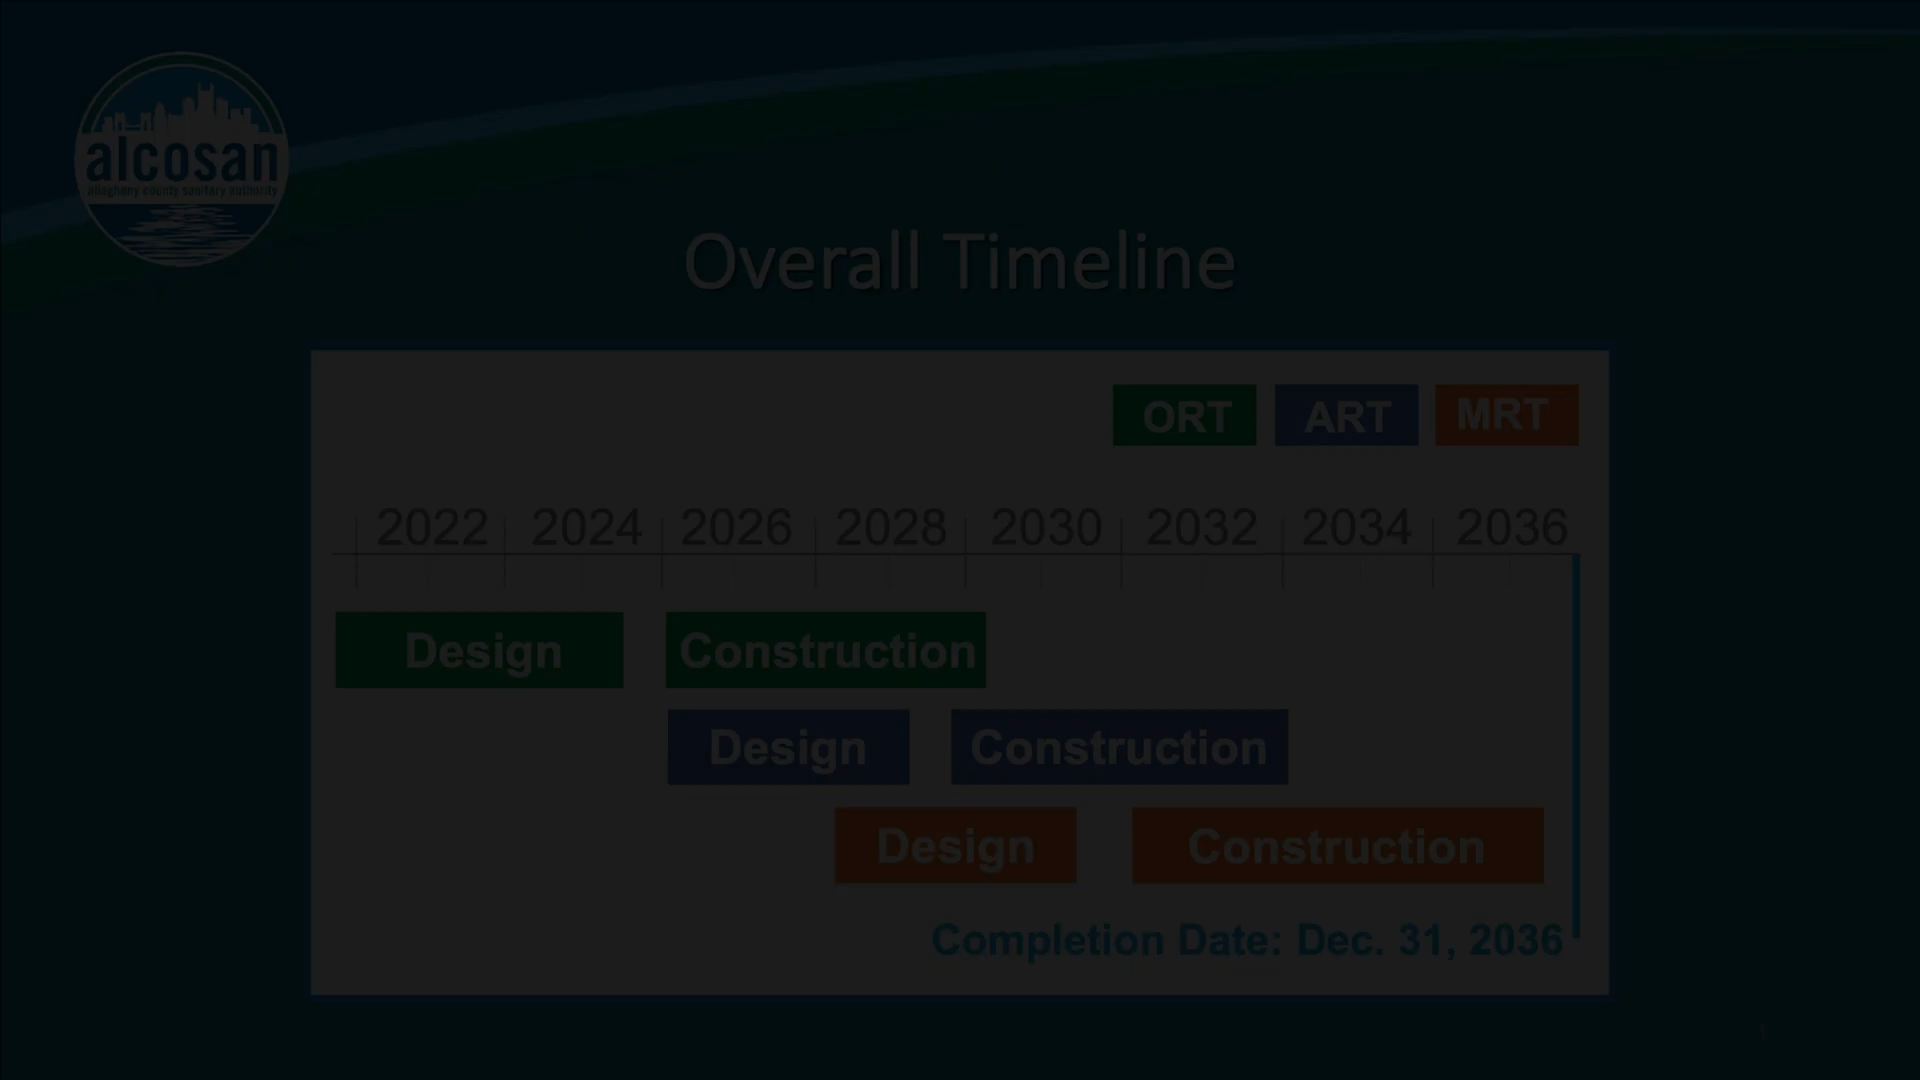 alcosan
allegheny county sanitary authority
Overall Timeline
ORT ART MRT
2022 2024 2026 2028 2030 2032 2034 2036
Design Construction
Design Construction
Design Construction
Completion Date: Dec. 31, 2036